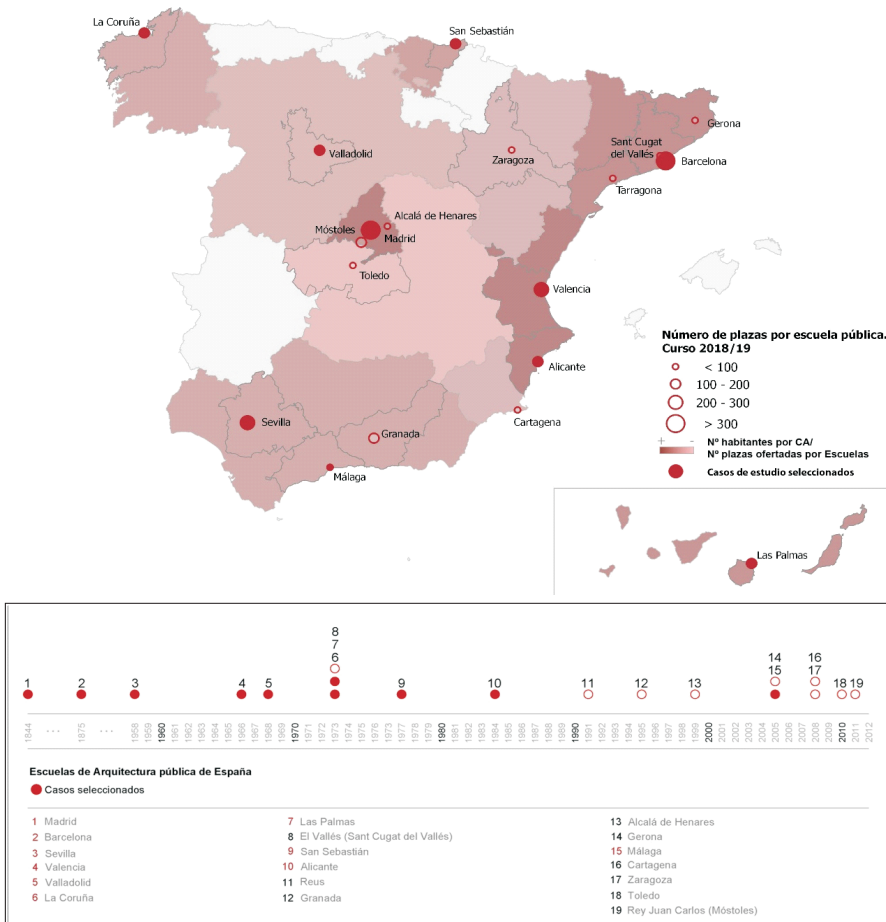 La Coruña
San Sebastián
Gerona
Valladolid
Zaragoza
Sant Cugat
del Vallés
Barcelona
Tarragona
Alcalá de Henares
Móstoles
Madrid
Toledo
Valencia
Alicante
Sevilla
Granada
Cartagena
Málaga
Número de plazas por escuela pública.
Curso 2018/19
< 100
100 - 200
200 - 300
> 300
+ -
Nº habitantes por CA/
Nº plazas ofertadas por Escuelas
Casos de estudio seleccionados
Las Palmas
8
7 14 16
1 2 3 4 5 6 9 10 11 12 13 15 17 18 19
1844 ... 1875 ... 1958 1959 1960 1961 1962 1963 1964 1965 1966 1967 1968 1969 1970 1971 1972 1973 1977 1978 1979 1980 1981 1982 1983 1984 1985 1986 1987 1988 1989 1990 1991 1992 1993 1994 1995 1996 1997 1998 1999 2000 2001 2002 2003 2004 2005 2006 2007 2008 2009 2010 2011 2012
Escuelas de Arquitectura pública de España
Casos seleccionados
1 Madrid
2 Barcelona
3 Sevilla
4 Valencia
5 Valladolid
6 La Coruña
7 Las Palmas
8 El Vallés (Sant Cugat del Vallés)
9 San Sebastián
10 Alicante
11 Reus
12 Granada
13 Alcalá de Henares
14 Gerona
15 Málaga
16 Cartagena
17 Zaragoza
18 Toledo
19 Rey Juan Carlos (Móstoles)